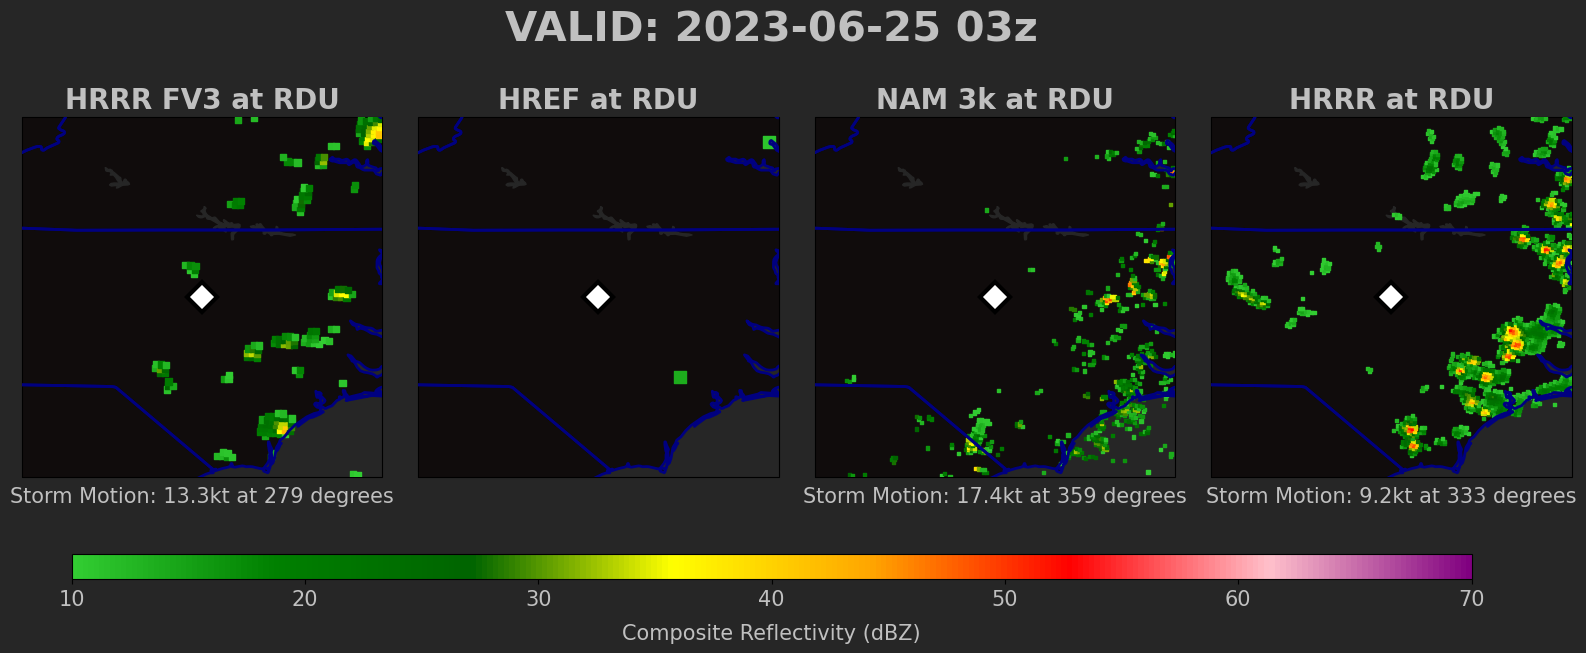 VALID: 2023-06-25 03z
HRRR FV3 at RDU
HREF at RDU
NAM 3k at RDU
HRRR at RDU
Storm Motion: 13.3kt at 279 degrees
Storm Motion: 17.4kt at 359 degrees
Storm Motion: 9.2kt at 333 degrees
10 20 30 40 50 60 70
Composite Reflectivity (dBZ)